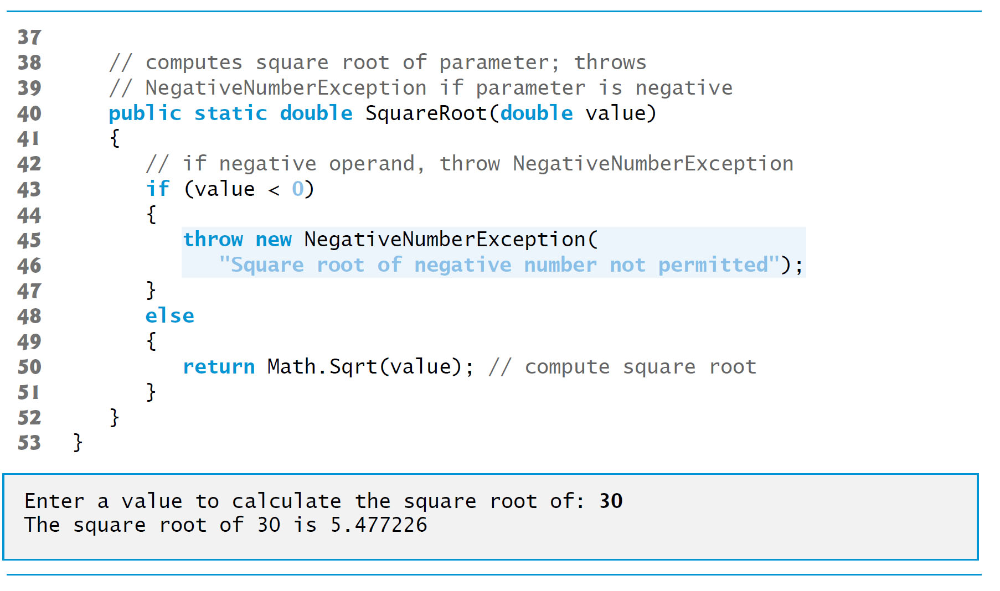 37
38 // computes square root of parameter; throws
39 // NegativeNumberException if parameter is negative
40 public static double SquareRoot(double value)
41 {
42 // if negative operand, throw NegativeNumberException
43 if (value < 0)
44 {
45 throw new NegativeNumberException(
46 "Square root of negative number not permitted");
47 }
48 else
49 {
50 return Math.Sqrt(value); // compute square root
51 }
52 }
53 }
Enter a value to calculate the square root of: 30
The square root of 30 is 5.477226